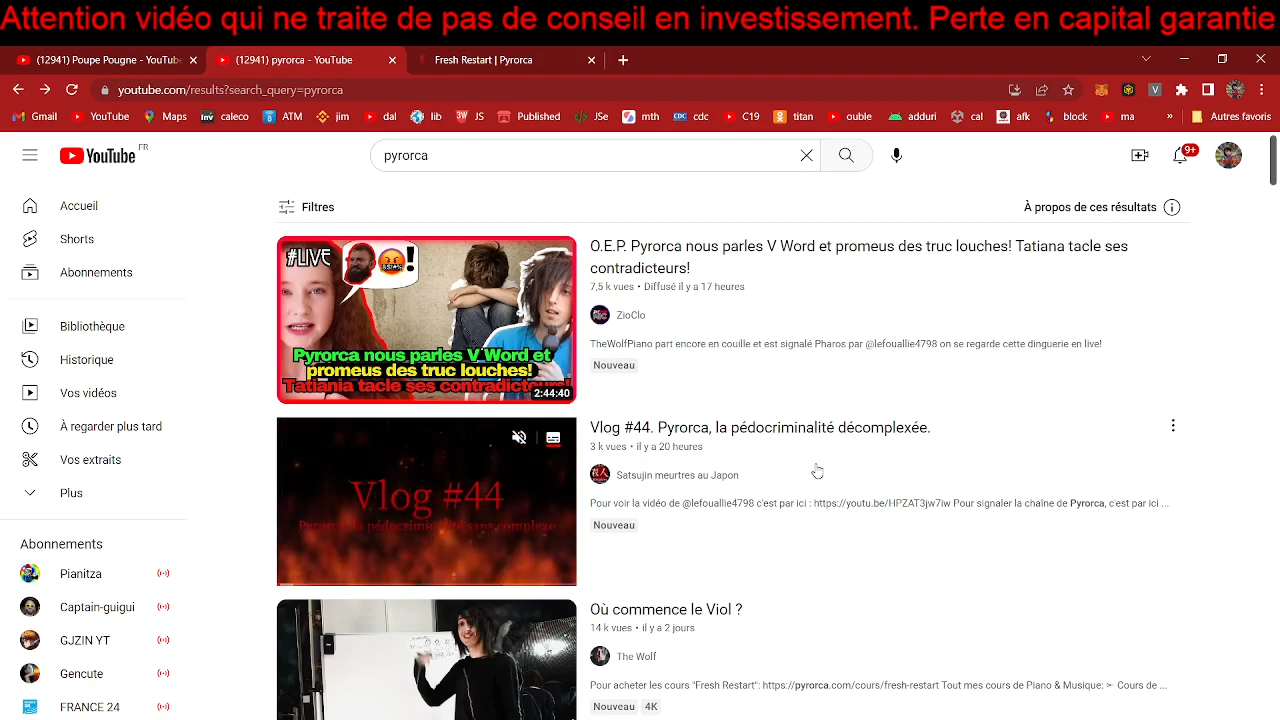 Attention vidéo qui ne traite de pas de conseil en investissement. Perte en capital garantie
(12941) Poupe Pougne - YouTube
(12941) pyrorca - YouTube
Fresh Restart | Pyrorca
youtube.com/results?search_query=pyrorca
Gmail
YouTube
Maps
caleco
ATM
jim
dal
lib
JS
Published
JSe
mth
cdc
C19
titan
ouble
adduri
cal
afk
block
ma
»
Autres favoris
YouTube FR
pyrorca
9+
Accueil
Shorts
Abonnements
Bibliothèque
Historique
Vos vidéos
À regarder plus tard
Vos extraits
Plus
Abonnements
Pianitza
Captain-guigui
GJZIN YT
Gencute
FRANCE 24
Filtres
À propos de ces résultats
#LIVE
Pyrorca nous parles V Word et
promeus des truc louches!
Tatiania tacle ses contradicteurs!
2:44:40
O.E.P. Pyrorca nous parles V Word et promeus des truc louches! Tatiana tacle ses
contradicteurs!
7,5 k vues • Diffusé il y a 17 heures
ZioClo
TheWolfPiano part encore en couille et est signalé Pharos par @lefouallie4798 on se regarde cette dinguerie en live!
Nouveau
Vlog #44
Pyrorca, la pédocriminalité sans complexe
Vlog #44. Pyrorca, la pédocriminalité décomplexée.
3 k vues • il y a 20 heures
Satsujin meurtres au Japon
Pour voir la vidéo de @lefouallie4798 c'est par ici : https://youtu.be/HPZAT3jw7iw Pour signaler la chaîne de Pyrorca, c'est par ici ...
Nouveau
Où commence le Viol ?
14 k vues • il y a 2 jours
The Wolf
Pour acheter les cours "Fresh Restart": https://pyrorca.com/cours/fresh-restart Tout mes cours de Piano & Musique: ➢ Cours de ...
Nouveau
4K